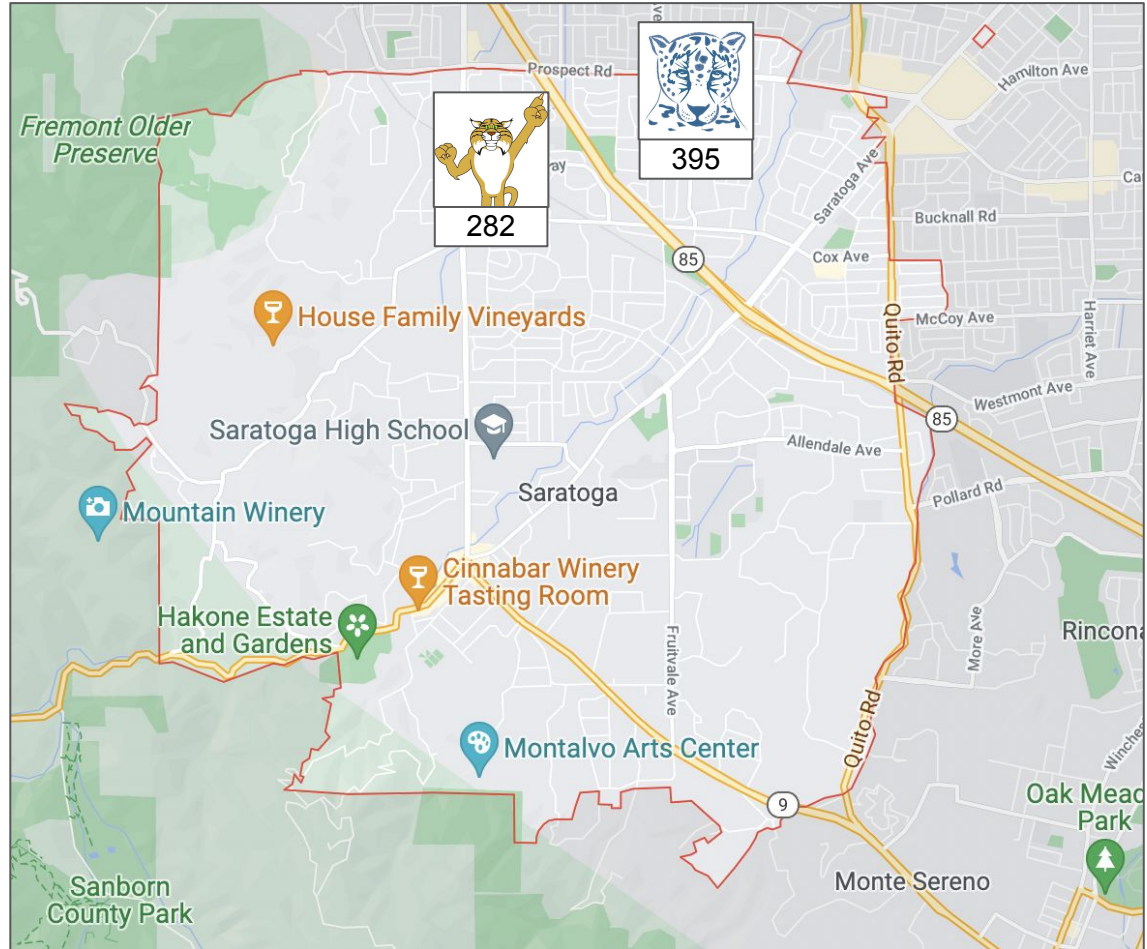 Prospect Rd
Hamilton Ave
Fremont Older
Preserve
395
282
Saratoga Ave
Bucknall Rd
85
Cox Ave
House Family Vineyards
McCoy Ave
Quito Rd
Harriet Ave
Westmont Ave
Saratoga High School
85
Allendale Ave
Saratoga
Pollard Rd
Mountain Winery
Cinnabar Winery
Tasting Room
Hakone Estate
and Gardens
More Ave
Rincona
Fruitvale Ave
Quito Rd
Montalvo Arts Center
Winches
9
Oak Mead
Park
Monte Sereno
Sanborn
County Park